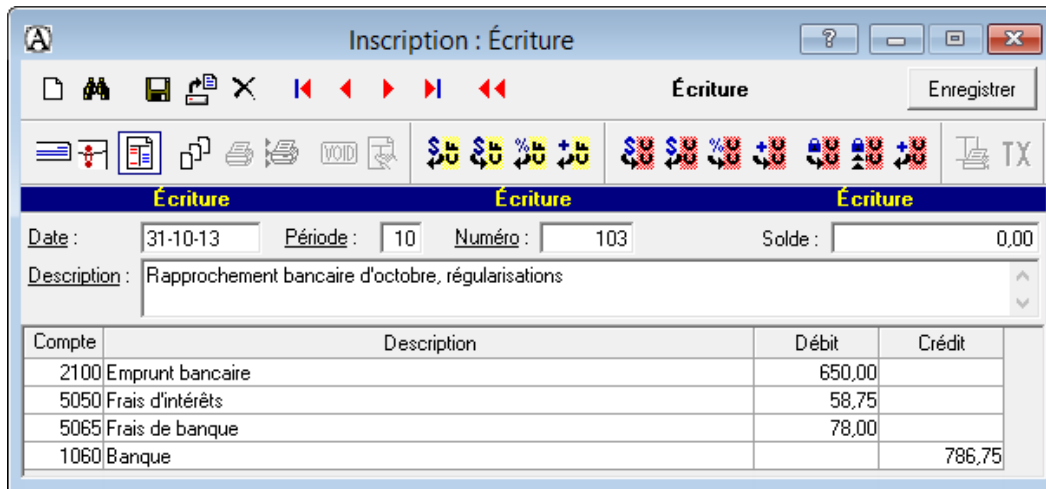 Inscription : Écriture
Écriture Enregistrer
VOID TX
Écriture Écriture Écriture
Date : 31-10-13 Période : 10 Numéro : 103 Solde : 0,00
Description : Rapprochement bancaire d'octobre, régularisations
Compte Description Débit Crédit
2100 Emprunt bancaire 650,00
5050 Frais d'intérêts 58,75
5065 Frais de banque 78,00
1060 Banque 786,75